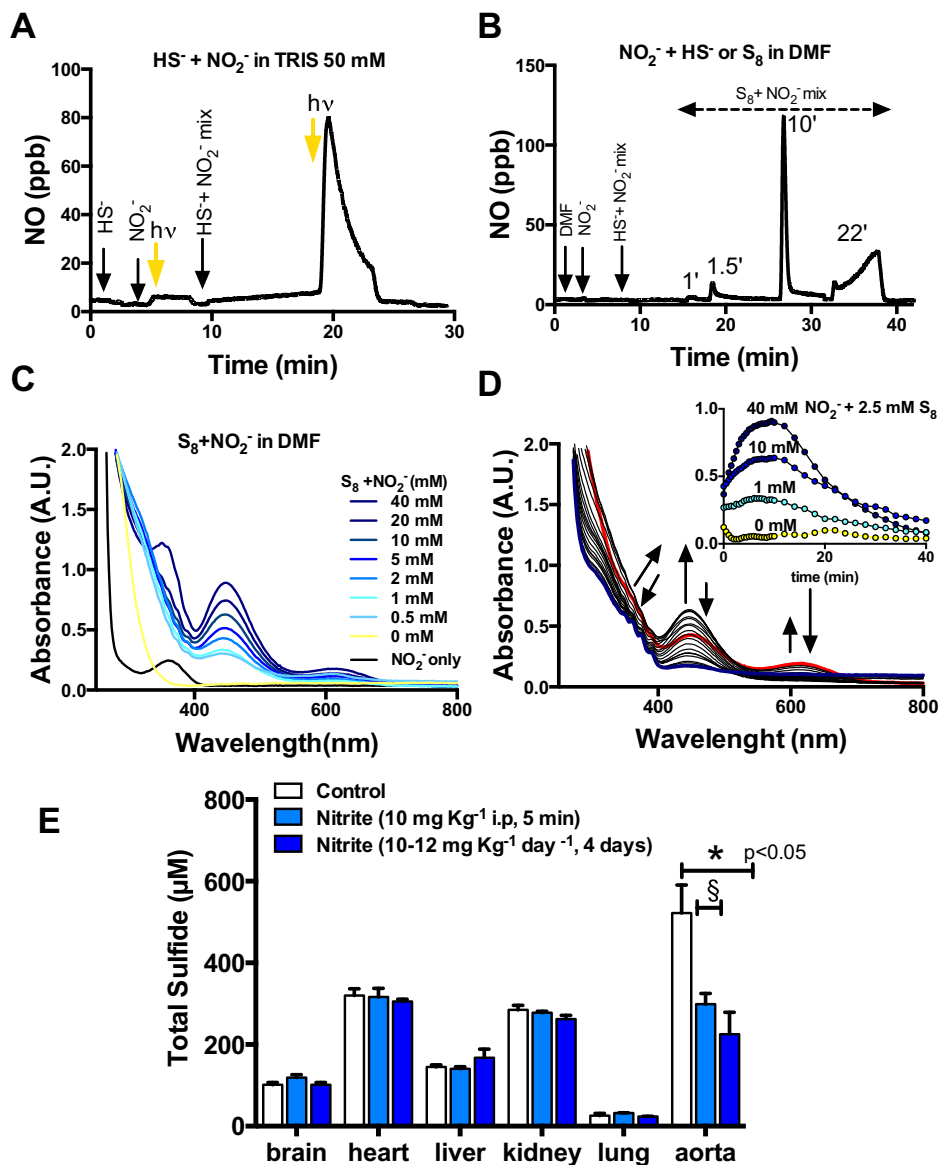 A
HS⁻ + NO₂⁻ in TRIS 50 mM
NO (ppb)
100
80
60
40
20
0
HS⁻
NO₂⁻
hν
HS⁻+ NO₂⁻ mix
hν
0
10
20
30
Time (min)
B
NO₂⁻ + HS⁻ or S₈ in DMF
NO (ppb)
150
100
50
0
DMF
NO₂⁻
HS⁻+ NO₂⁻mix
S₈+ NO₂⁻mix
1'
1.5'
10'
22'
0
10
20
30
40
Time (min)
C
S₈+NO₂⁻ in DMF
Absorbance (A.U.)
2.0
1.5
1.0
0.5
0.0
S₈ +NO₂⁻(mM)
40 mM
20 mM
10 mM
5 mM
2 mM
1 mM
0.5 mM
0 mM
NO₂⁻only
400
600
800
Wavelength(nm)
D
Absorbance (A.U.)
2.0
1.5
1.0
0.5
0.0
1.0
0.5
0.0
NO₂⁻ + 2.5 mM S₈
40 mM
10 mM
1 mM
0 mM
0
10
20
30
40
time (min)
400
600
800
Wavelenght (nm)
E
Control
Nitrite (10 mg Kg⁻¹ i.p, 5 min)
Nitrite (10-12 mg Kg⁻¹ day ⁻¹, 4 days)
Total Sulfide (µM)
800
600
400
200
0
* p<0.05
§
brain
heart
liver
kidney
lung
aorta